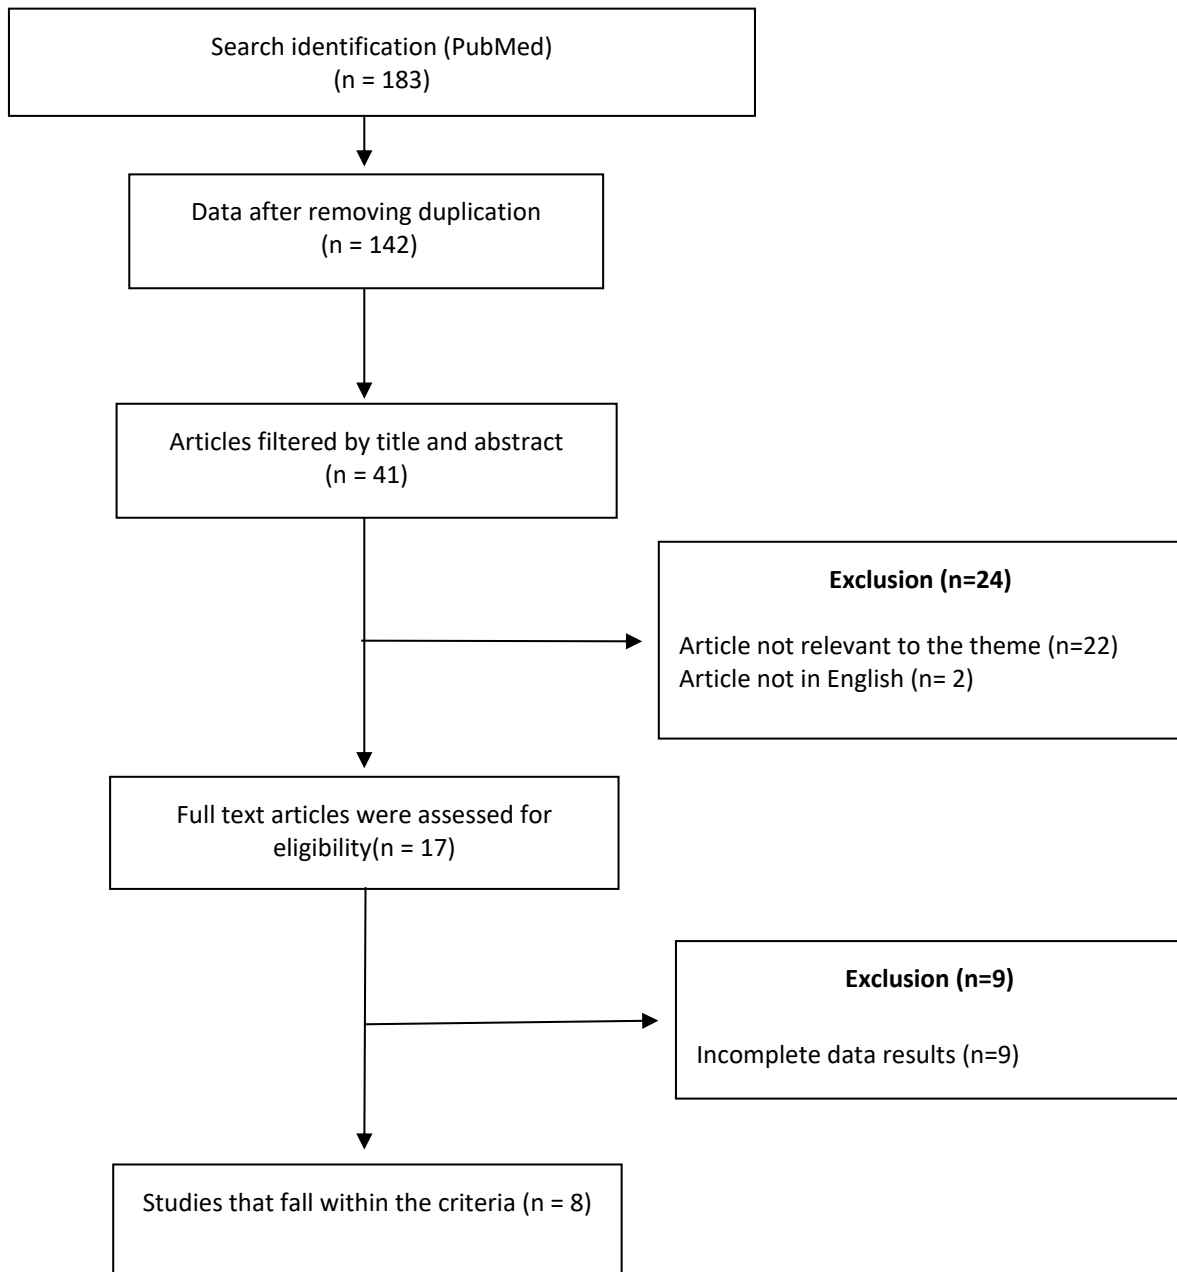 Search identification (PubMed)
(n = 183)
Data after removing duplication
(n = 142)
Articles filtered by title and abstract
(n = 41)
Exclusion (n=24)
Article not relevant to the theme (n=22)
Article not in English (n= 2)
Full text articles were assessed for
eligibility(n = 17)
Exclusion (n=9)
Incomplete data results (n=9)
Studies that fall within the criteria (n = 8)